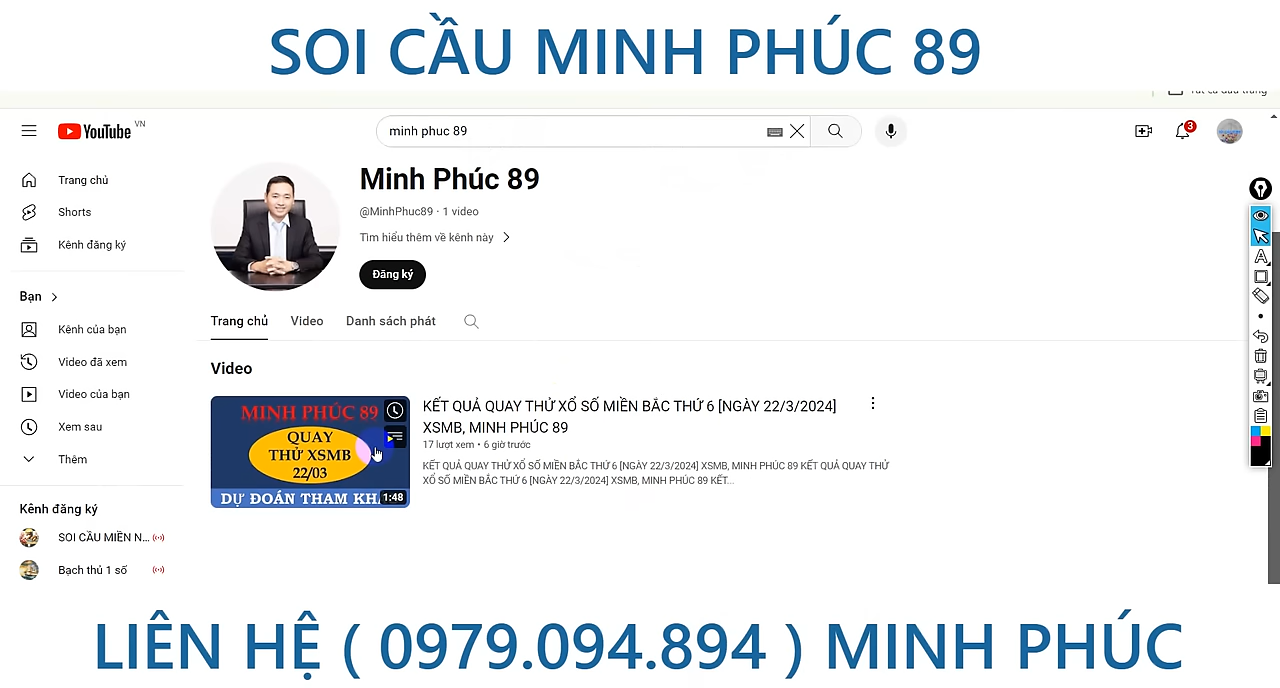 SOI CẦU MINH PHÚC 89
YouTube VN
minh phuc 89
3
Trang chủ
Shorts
Kênh đăng ký
Bạn
Kênh của bạn
Video đã xem
Video của bạn
Xem sau
Thêm
Kênh đăng ký
SOI CẦU MIỀN N...
Bạch thủ 1 số
Minh Phúc 89
@MinhPhuc89 · 1 video
Tìm hiểu thêm về kênh này
Đăng ký
Trang chủ Video Danh sách phát
Video
MINH PHÚC 89
QUAY
THỬ XSMB
22/03
DỰ ĐOÁN THAM KH
1:48
KẾT QUẢ QUAY THỬ XỔ SỐ MIỀN BẮC THỨ 6 [NGÀY 22/3/2024]
XSMB, MINH PHÚC 89
17 lượt xem • 6 giờ trước
KẾT QUẢ QUAY THỬ XỔ SỐ MIỀN BẮC THỨ 6 [NGÀY 22/3/2024] XSMB, MINH PHÚC 89 KẾT QUẢ QUAY THỬ
XỔ SỐ MIỀN BẮC THỨ 6 [NGÀY 22/3/2024] XSMB, MINH PHÚC 89 KẾT...
LIÊN HỆ ( 0979.094.894 ) MINH PHÚC